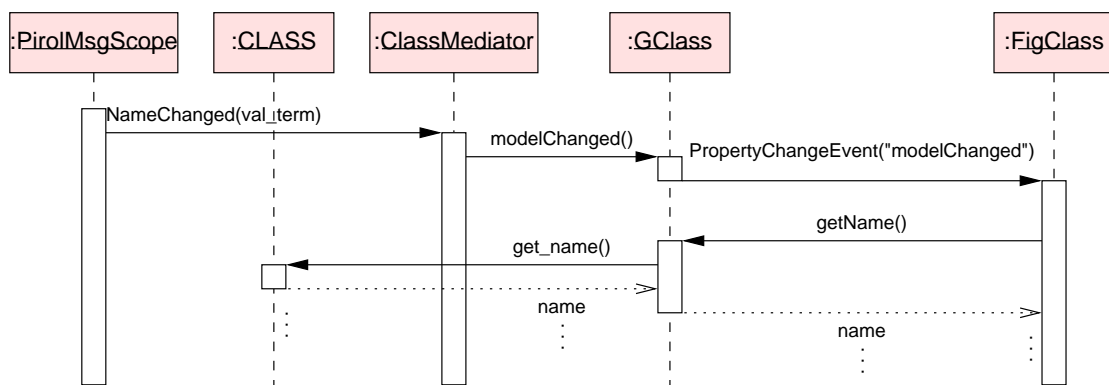 :PirolMsgScope
:CLASS
:ClassMediator
:GClass
:FigClass
NameChanged(val_term)
modelChanged()
PropertyChangeEvent("modelChanged")
getName()
get_name()
name
name